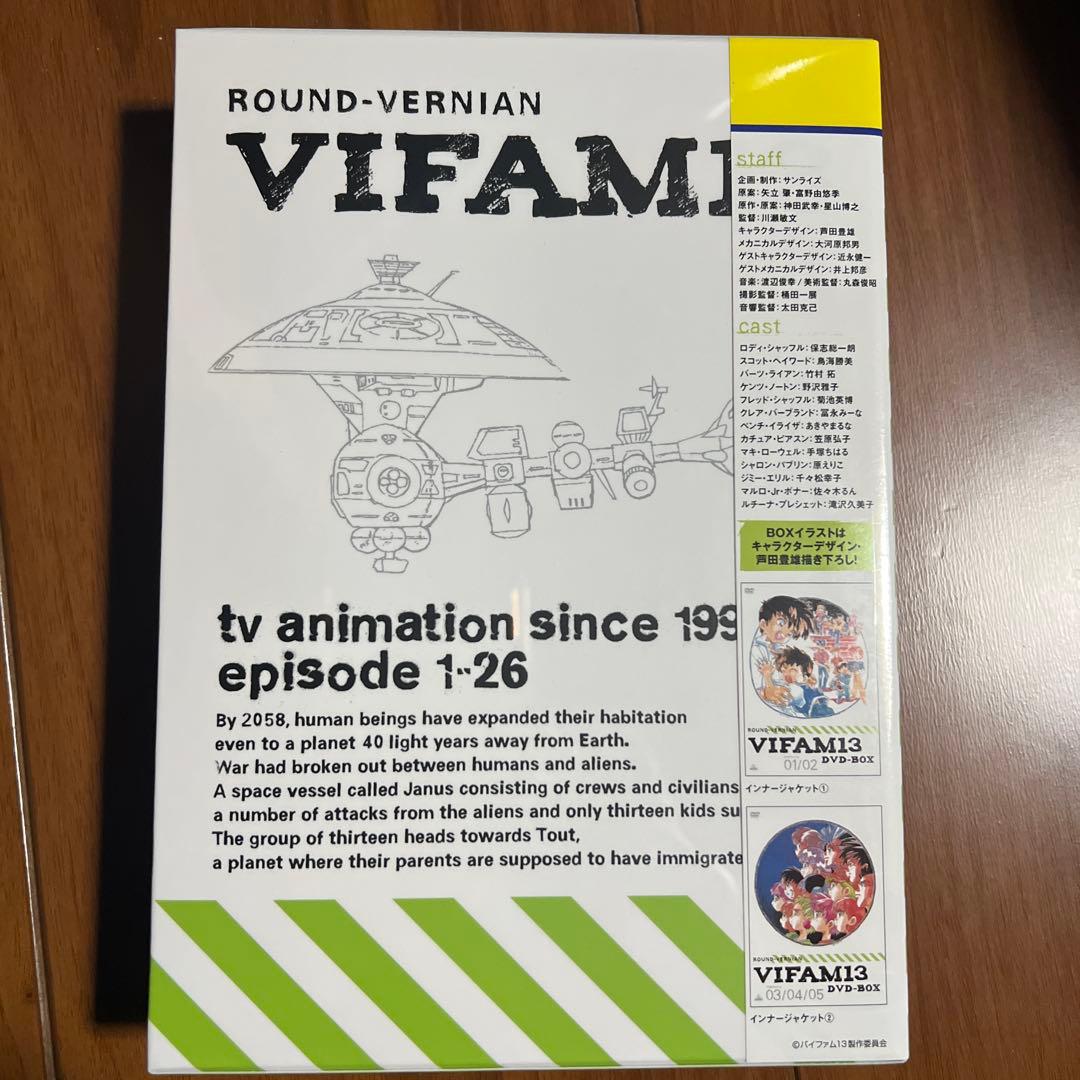 ROUND-VERNIAN
VIFAM
tv animation since 199
episode 1-26
By 2058, human beings have expanded their habitation
even to a planet 40 light years away from Earth.
War had broken out between humans and aliens.
A space vessel called Janus consisting of crews and civilians
a number of attacks from the aliens and only thirteen kids su
The group of thirteen heads towards Tout,
a planet where their parents are supposed to have immigrate
staff
企画・制作:サンライズ
原案:矢立 肇・富野由悠季
原作・原案:神田武幸・星山博之
監督:川瀬敏文
キャラクターデザイン:芦田豊雄
メカニカルデザイン:大河原邦男
ゲストキャラクターデザイン:近永健一
ゲストメカニカルデザイン:井上邦彦
音楽:渡辺俊幸/美術監督:丸森俊昭
撮影監督:桶田一展
音響監督:太田克己
cast
ロディ・シャッフル:保志総一朗
スコット・ヘイワード:鳥海勝美
バーツ・ライアン:竹村 拓
ケンツ・ノートン:野沢雅子
フレッド・シャッフル:菊池英博
クレア・バーブランド:冨永みーな
ペンチ・イライザ:あきやまるな
カチュア・ピアスン:笠原弘子
マキ・ローウェル:手塚ちはる
シャロン・パブリン:原えりこ
ジミー・エリル:千々松幸子
マルロ・Jr・ボナー:佐々木るん
ルチーナ・プレシェット:滝沢久美子
BOXイラストは
キャラクターデザイン・
芦田豊雄描き下ろし!
ROUND-VERNIAN
VIFAM13
01/02 DVD-BOX
インナージャケット①
ROUND-VERNIAN
VIFAM13
03/04/05 DVD-BOX
インナージャケット②
©バイファム13製作委員会